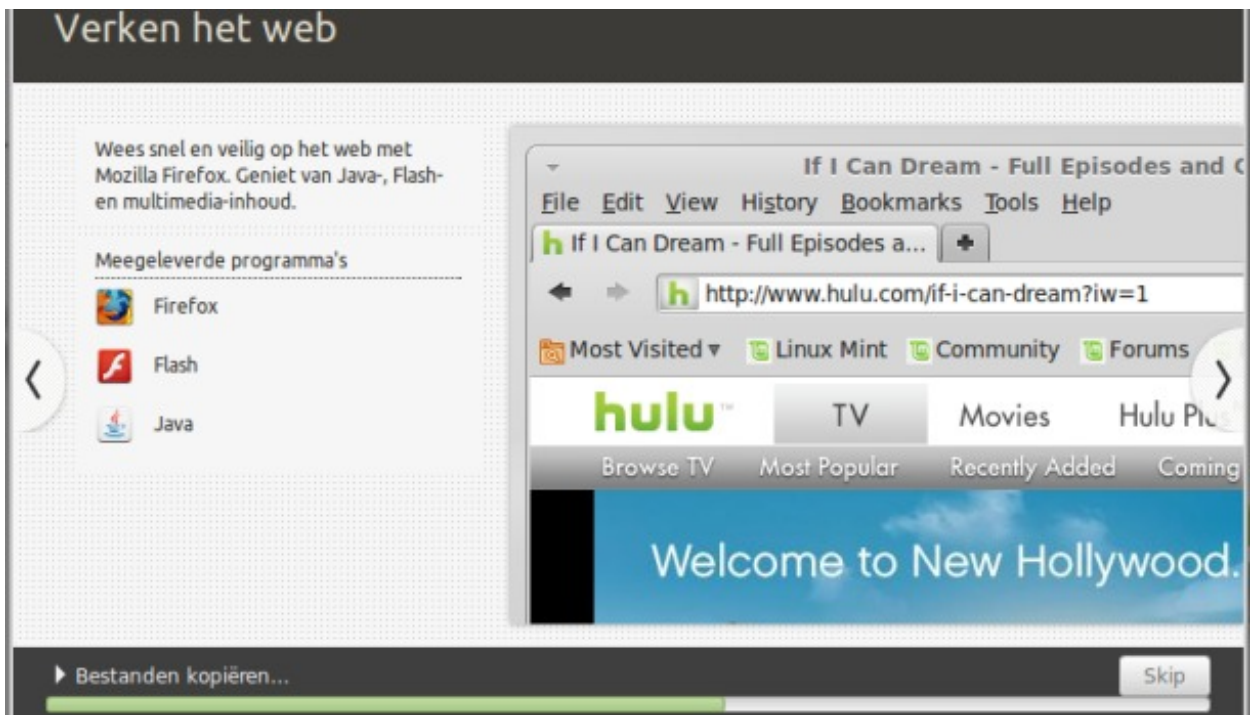 Verken het web
Wees snel en veilig op het web met
Mozilla Firefox. Geniet van Java-, Flash-
en multimedia-inhoud.
Meegeleverde programma's
Firefox
Flash
Java
If I Can Dream - Full Episodes and
File Edit View History Bookmarks Tools Help
h If I Can Dream - Full Episodes a...
h http://www.hulu.com/if-i-can-dream?iw=1
Most Visited Linux Mint Community Forums
hulu™ TV Movies Hulu Plus
Browse TV Most Popular Recently Added Coming
Welcome to New Hollywood.
Bestanden kopiëren...
Skip